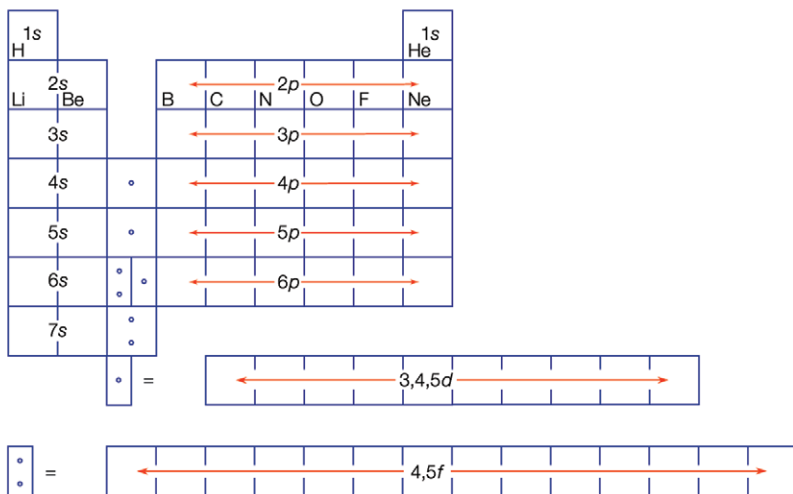 1s 1s
H He
2s 2p
Li Be B C N O F Ne
3s 3p
4s 4p
5s 5p
6s 6p
7s
= 3,4,5d
= 4,5f